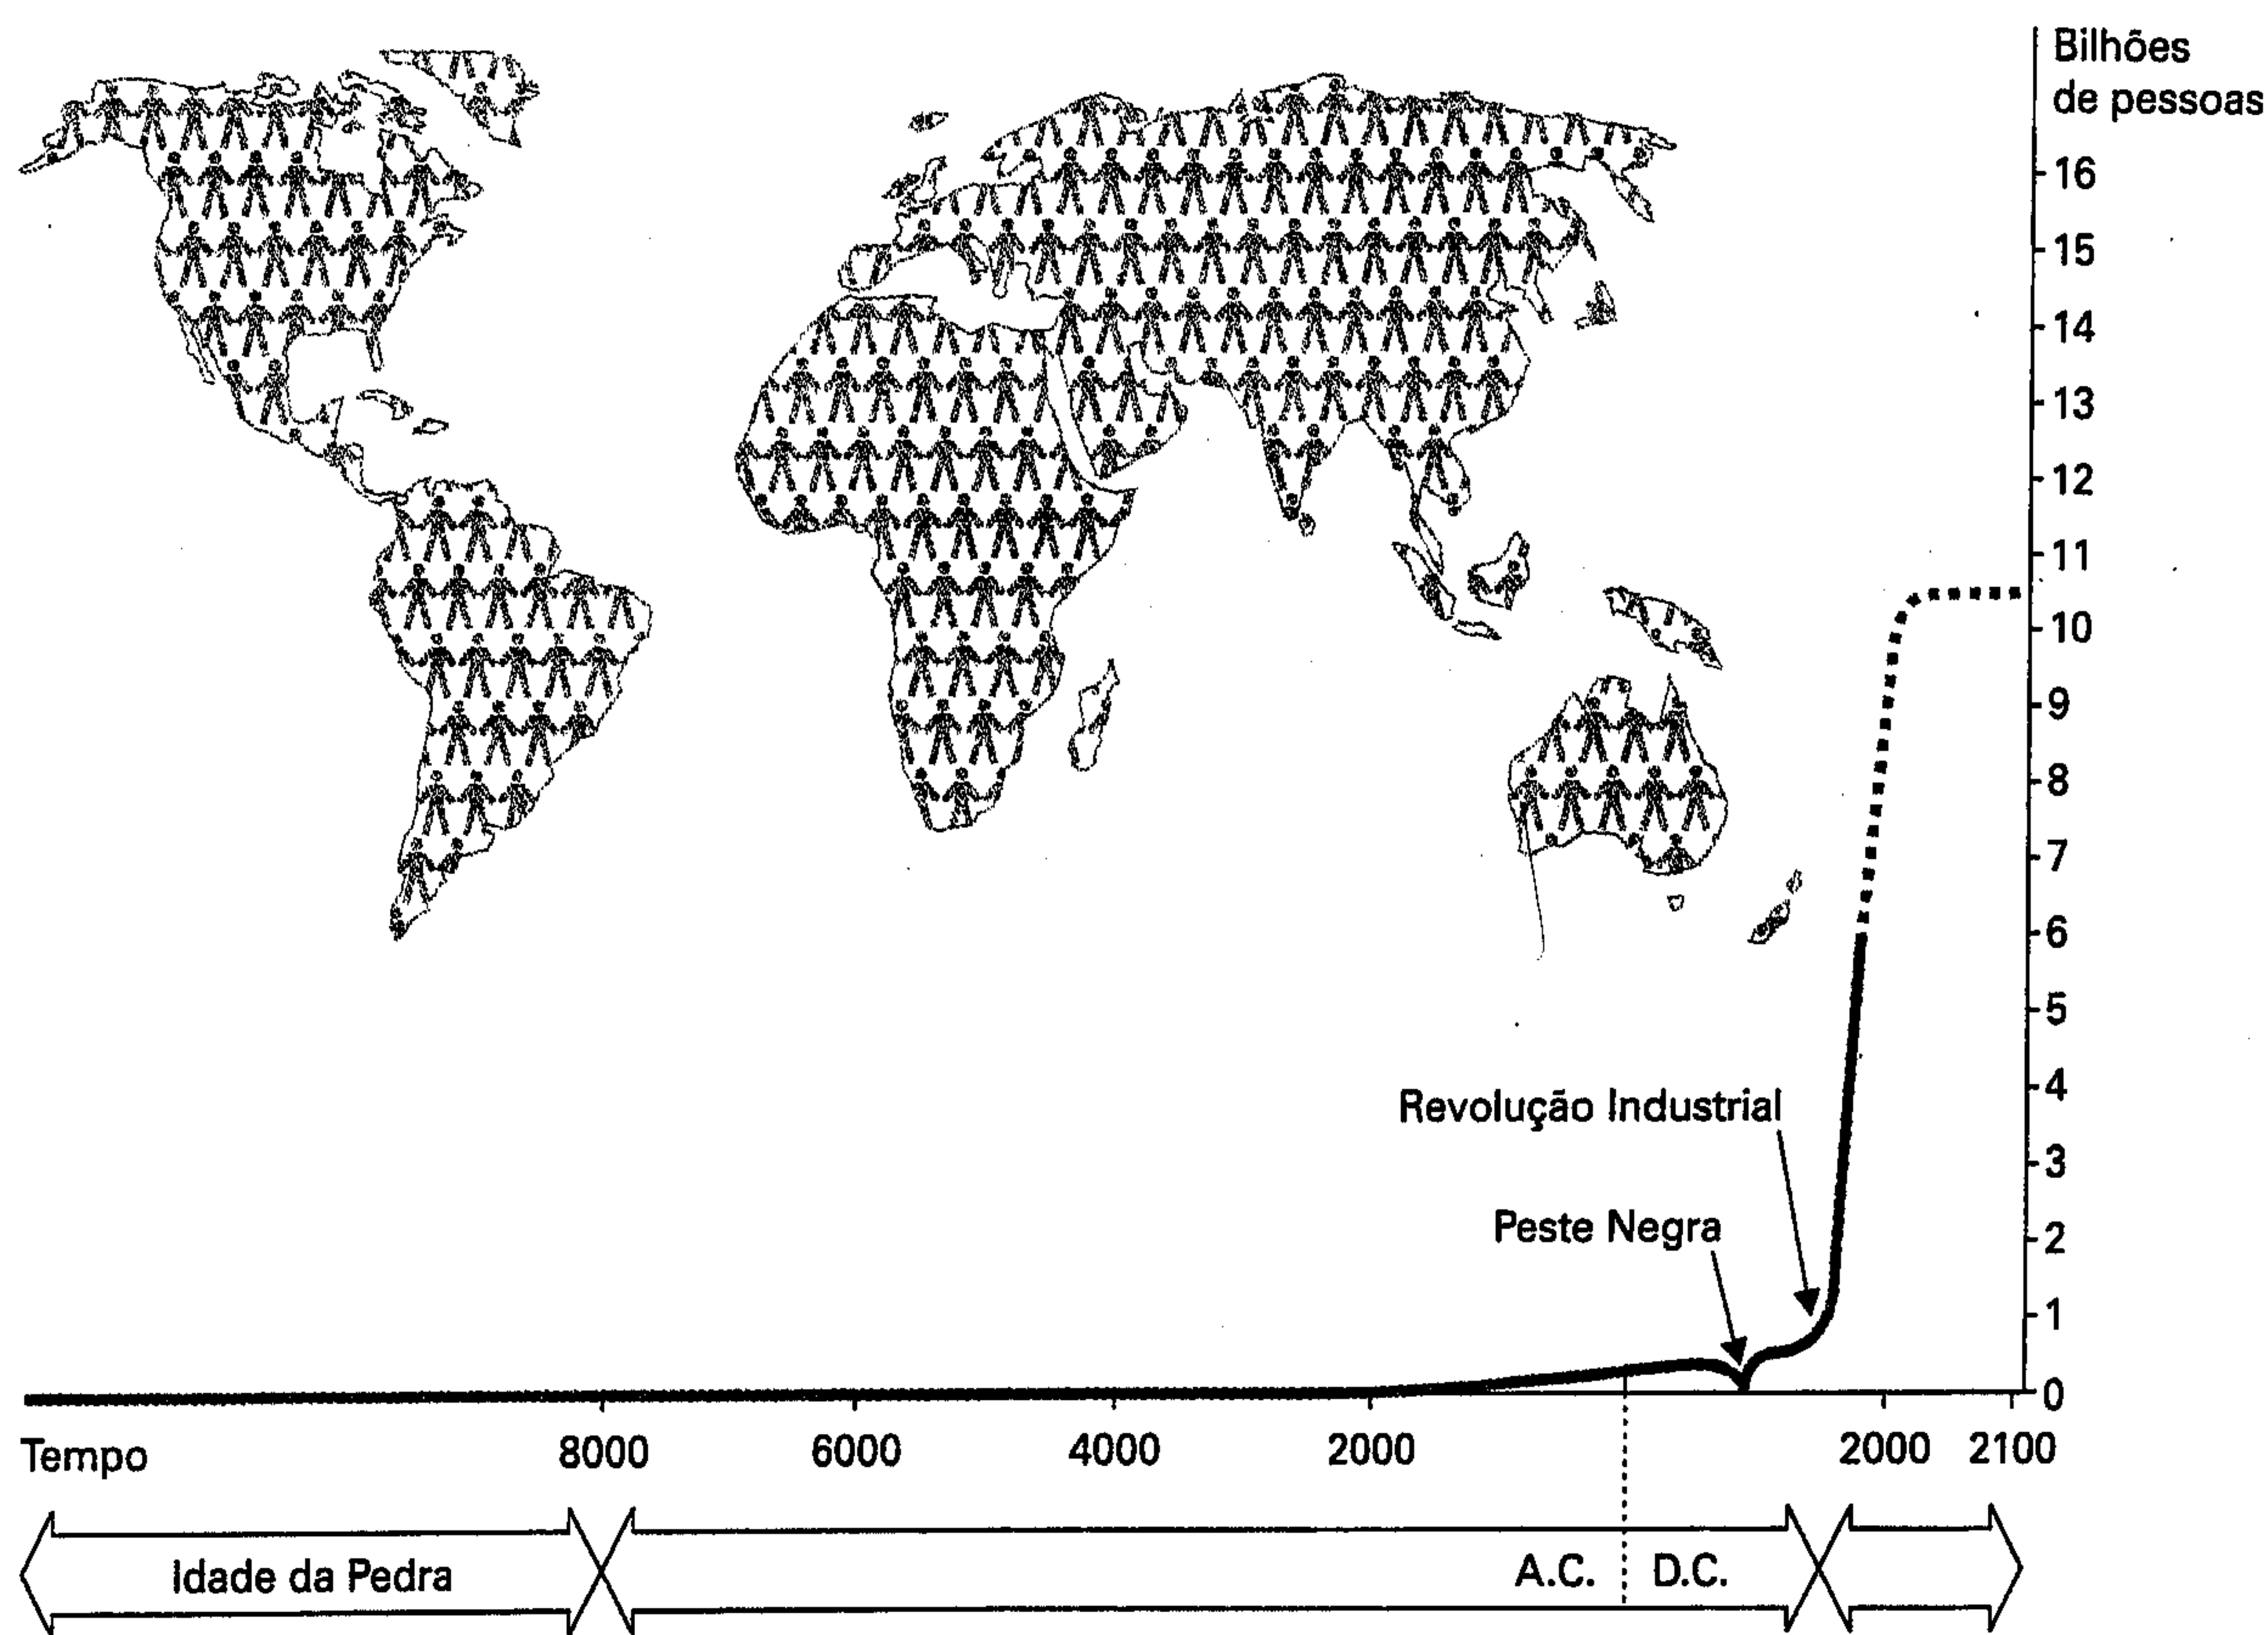 Bilhões
de pessoas
16
15
14
13
12
11
10
9
8
7
6
5
4
3
2
1
0
Revolução Industrial
Peste Negra
Tempo
8000
6000
4000
2000
2000
2100
Idade da Pedra
A.C.
D.C.